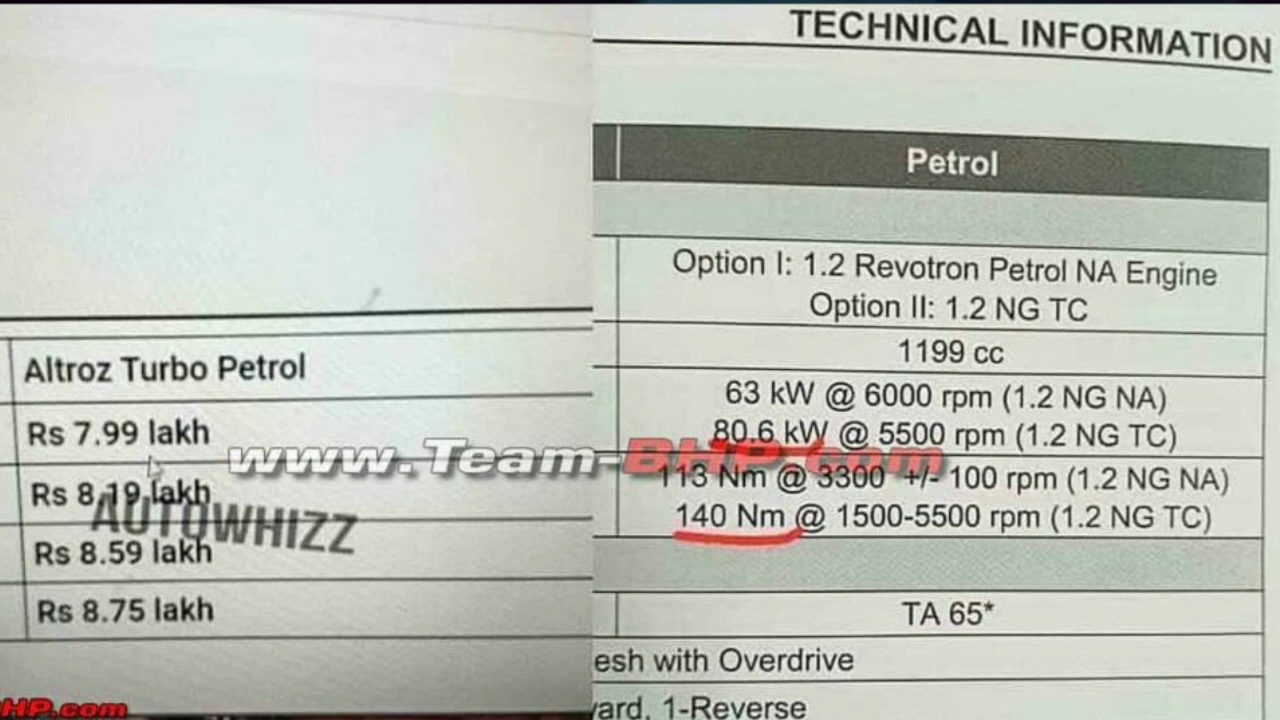 Altroz Turbo Petrol
Rs 7.99 lakh
Rs 8.19 lakh
AUTOWHIZZ
Rs 8.59 lakh
Rs 8.75 lakh
HP.com
www.Team-BHP.com
TECHNICAL INFORMATION
Petrol
Option I: 1.2 Revotron Petrol NA Engine
Option II: 1.2 NG TC
1199 cc
63 kW @ 6000 rpm (1.2 NG NA)
80.6 kW @ 5500 rpm (1.2 NG TC)
113 Nm @ 3300 +/- 100 rpm (1.2 NG NA)
140 Nm @ 1500-5500 rpm (1.2 NG TC)
TA 65*
esh with Overdrive
ard, 1-Reverse